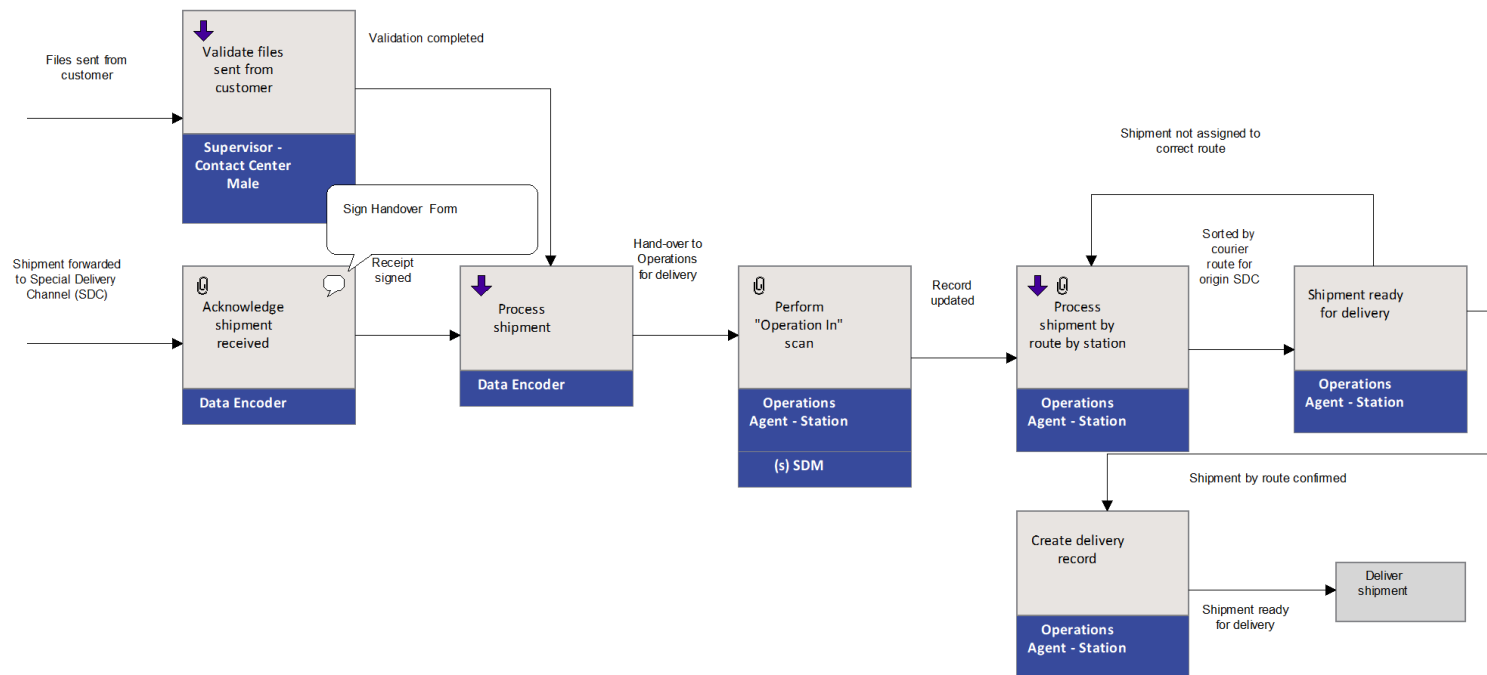 Files sent from
customer
Validate files
sent from
customer
Supervisor -
Contact Center
Male
Validation completed
Shipment forwarded
to Special Delivery
Channel (SDC)
Acknowledge
shipment
received
Data Encoder
Sign Handover  Form
Receipt
signed
Process
shipment
Data Encoder
Hand-over to
Operations
for delivery
Perform
"Operation In"
scan
Operations
Agent - Station
(s) SDM
Record
updated
Process
shipment by
route by station
Operations
Agent - Station
Shipment not assigned to
correct route
Sorted by
courier
route for
origin SDC
Shipment ready
for delivery
Operations
Agent - Station
Shipment by route confirmed
Create delivery
record
Operations
Agent - Station
Shipment ready
for delivery
Deliver
shipment